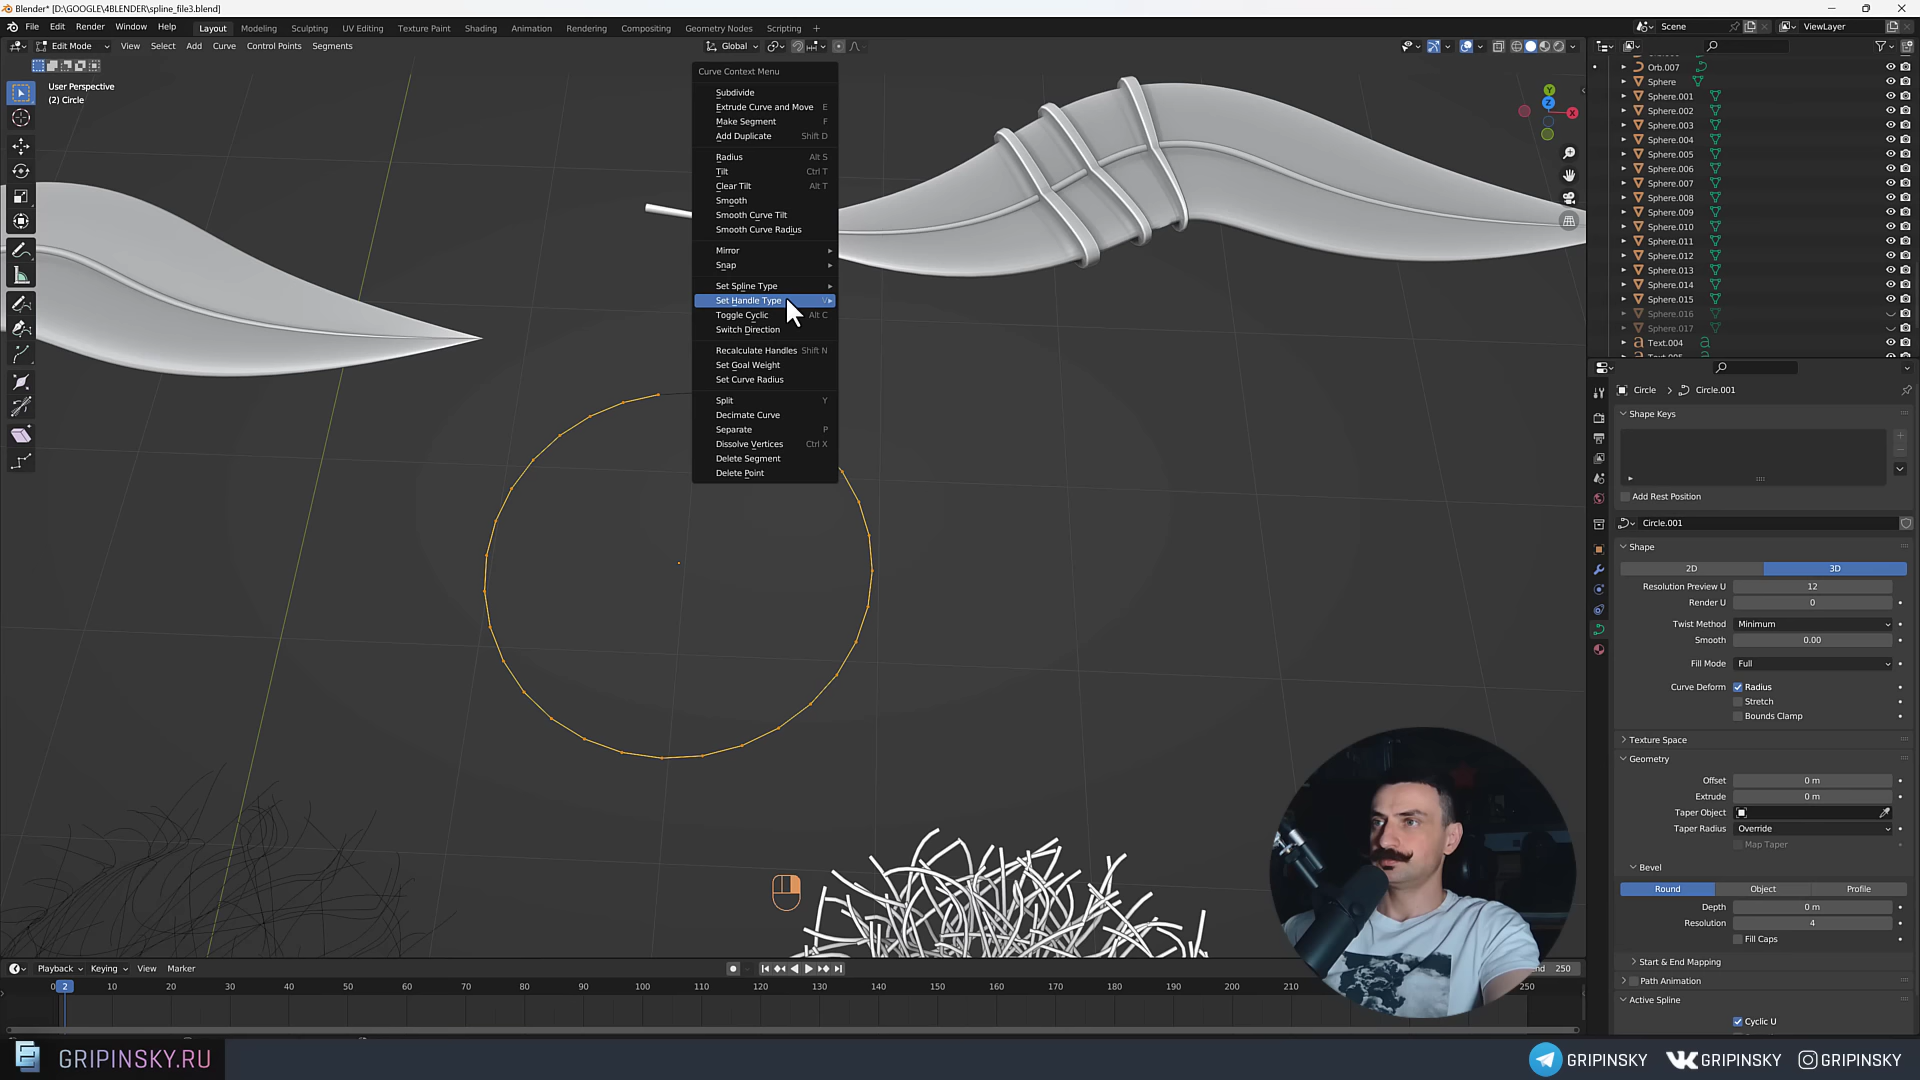 Blender* [D:\GOOGLE\4BLENDER\spline_file3.blend]
File Edit Render Window Help Layout Modeling Sculpting UV Editing Texture Paint Shading Animation Rendering Compositing Geometry Nodes Scripting + Scene ViewLayer
Edit Mode View Select Add Curve Control Points Segments Global
User Perspective
(2) Circle
Curve Context Menu
Subdivide
Extrude Curve and Move E
Make Segment F
Add Duplicate Shift D
Radius Alt S
Tilt Ctrl T
Clear Tilt Alt T
Smooth
Smooth Curve Tilt
Smooth Curve Radius
Mirror
Snap
Set Spline Type
Set Handle Type V
Toggle Cyclic Alt C
Switch Direction
Recalculate Handles Shift N
Set Goal Weight
Set Curve Radius
Split Y
Decimate Curve
Separate P
Dissolve Vertices Ctrl X
Delete Segment
Delete Point
Y
Z
X
Orb.007
Sphere
Sphere.001
Sphere.002
Sphere.003
Sphere.004
Sphere.005
Sphere.006
Sphere.007
Sphere.008
Sphere.009
Sphere.010
Sphere.011
Sphere.012
Sphere.013
Sphere.014
Sphere.015
Sphere.016
Sphere.017
Text.004
Circle > Circle.001
Shape Keys
Add Rest Position
Circle.001
Shape
2D 3D
Resolution Preview U 12
Render U 0
Twist Method Minimum
Smooth 0.00
Fill Mode Full
Curve Deform Radius
Stretch
Bounds Clamp
Texture Space
Geometry
Offset 0 m
Extrude 0 m
Taper Object
Taper Radius Override
Map Taper
Bevel
Round Object Profile
Depth 0 m
Resolution 4
Fill Caps
Start & End Mapping
Path Animation
Active Spline
Cyclic U
Playback Keying View Marker nd 250
0 2 10 20 30 40 50 60 70 80 90 100 110 120 130 140 150 160 170 180 190 200 210 250
GRIPINSKY.RU
GRIPINSKY GRIPINSKY GRIPINSKY